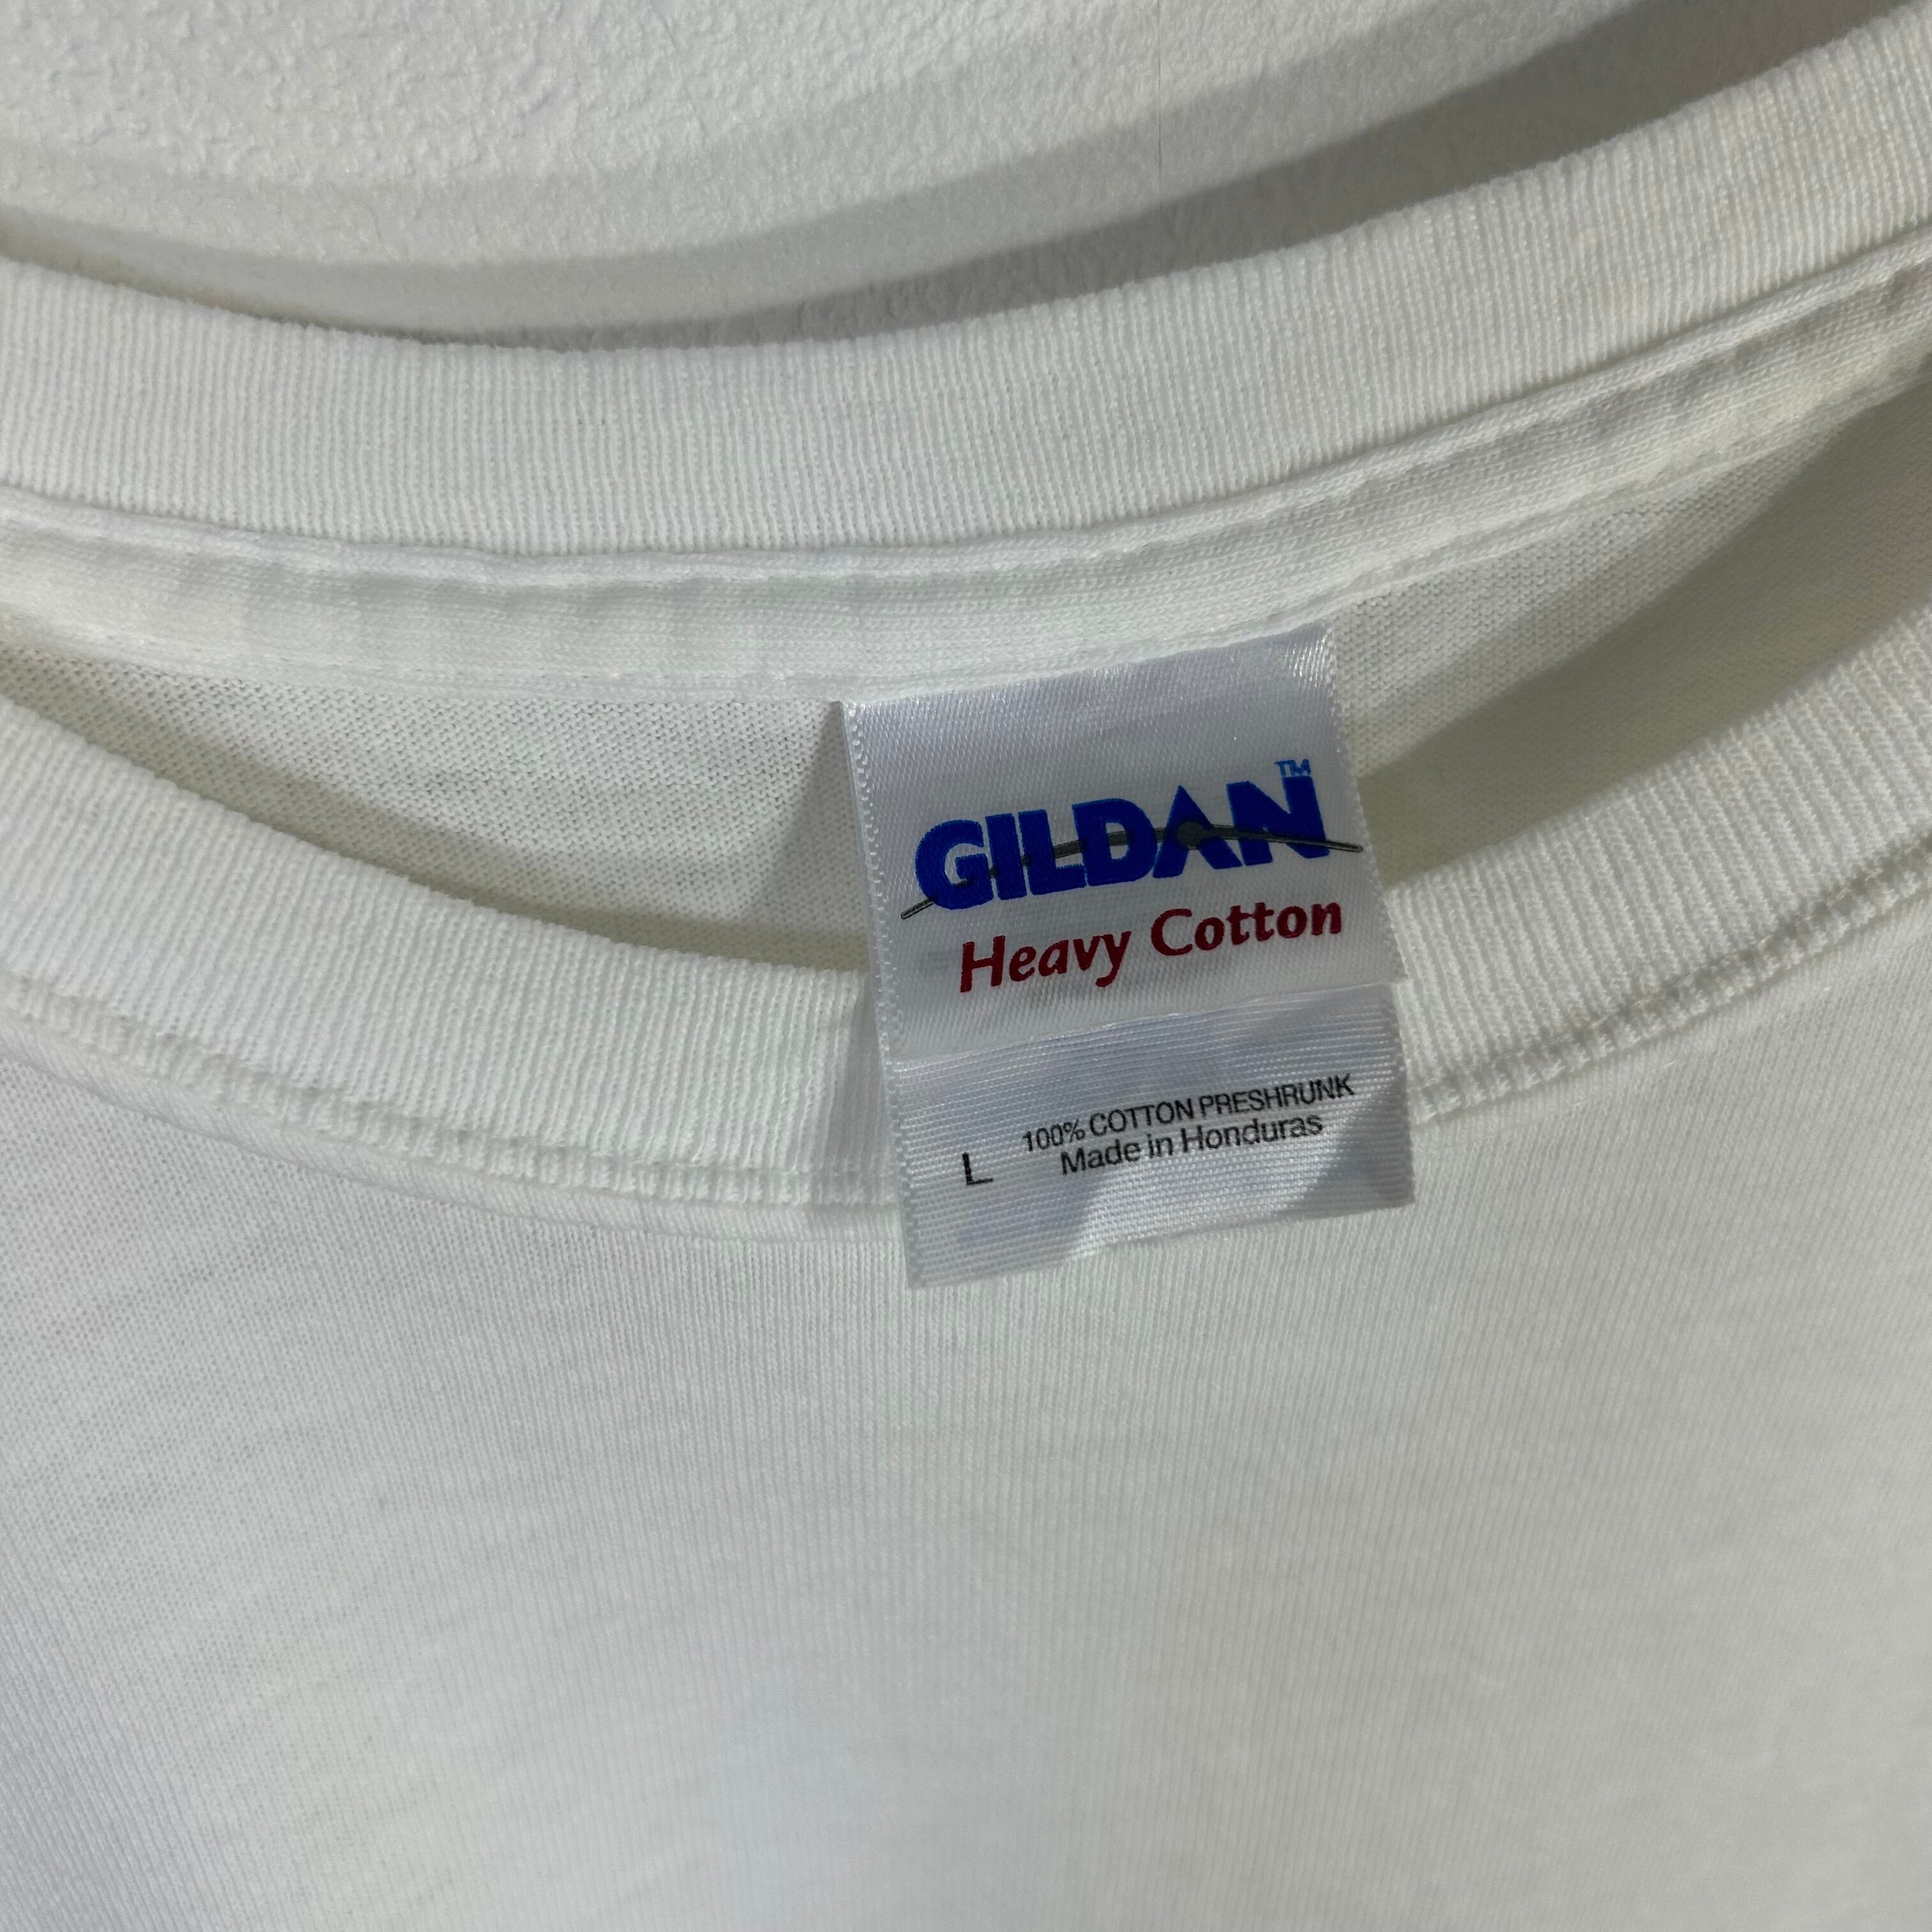 GILDAN™
Heavy Cotton
100% COTTON PRESHRUNK
L Made in Honduras